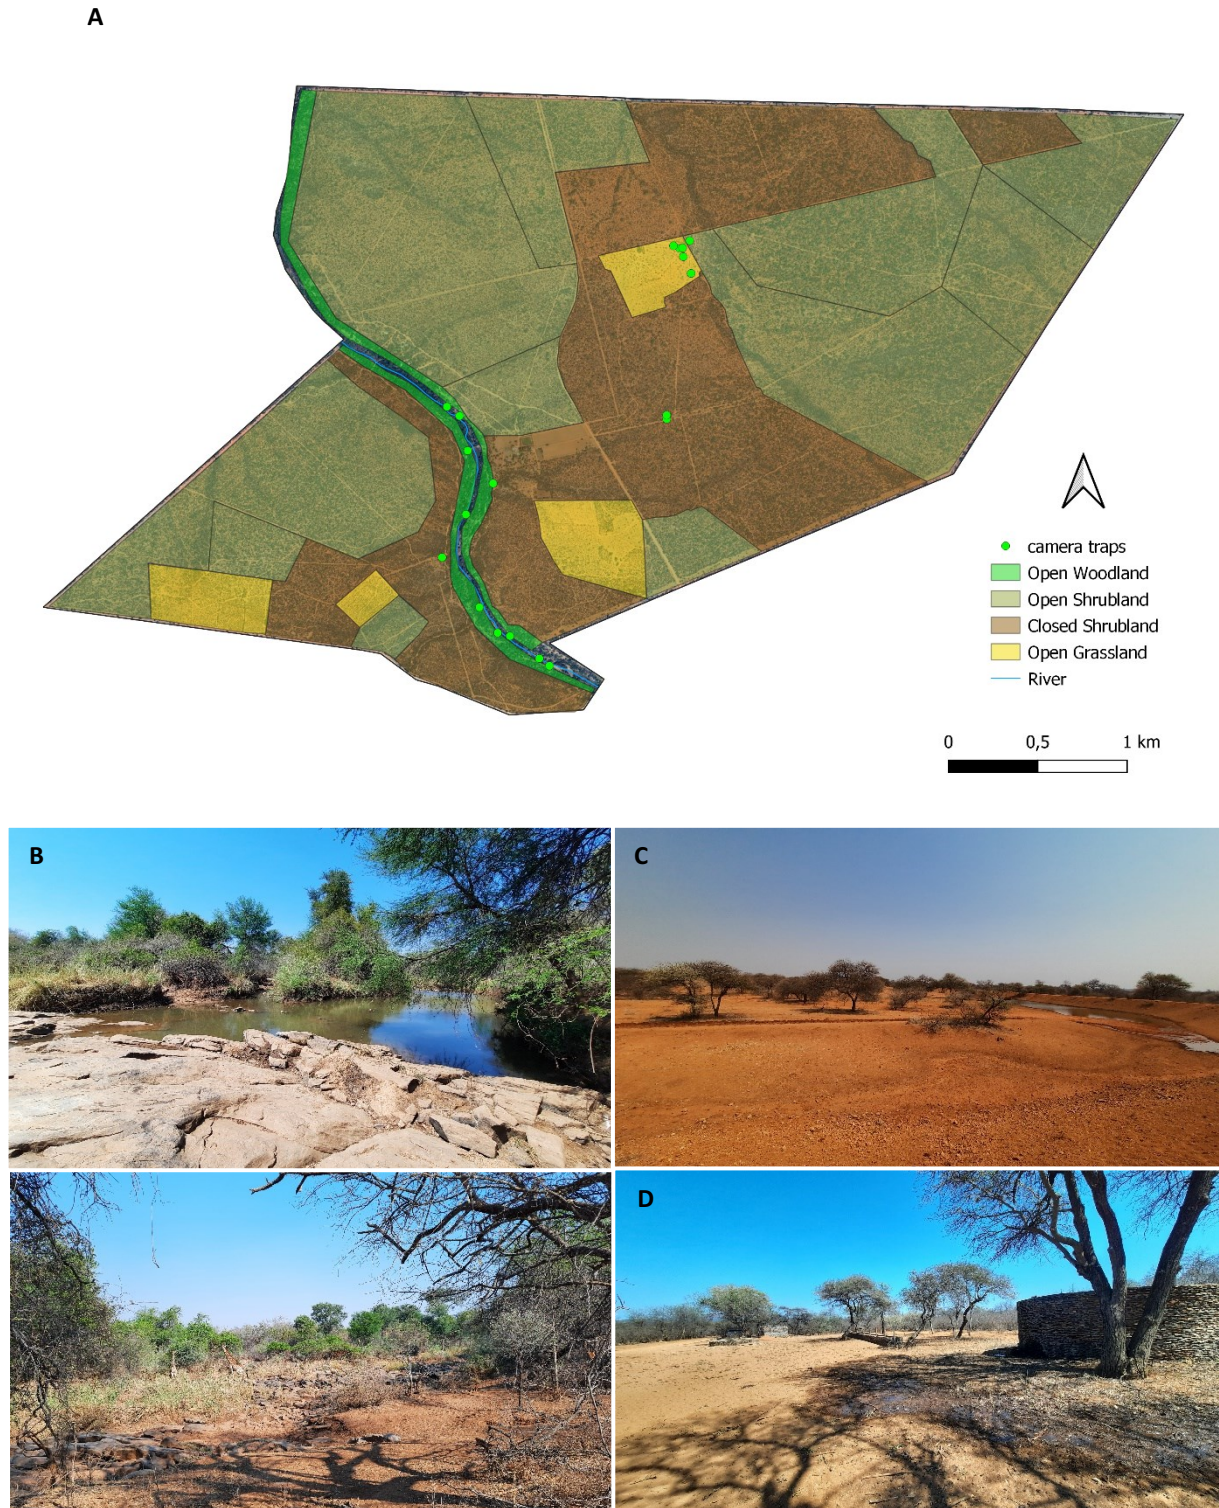 A
camera traps
Open Woodland
Open Shrubland
Closed Shrubland
Open Grassland
River
0 0,5 1 km
B
C
D